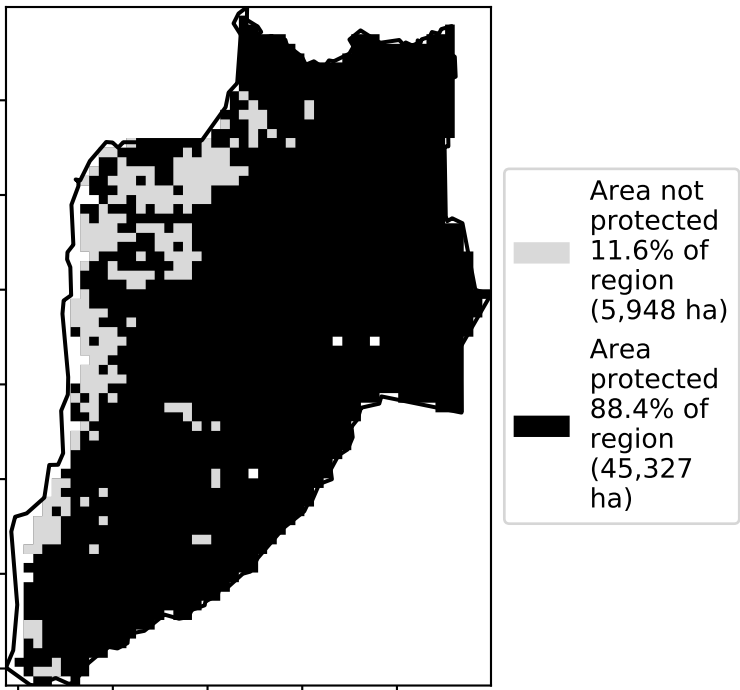 Area not
protected
11.6% of
region
(5,948 ha)
Area
protected
88.4% of
region
(45,327
ha)